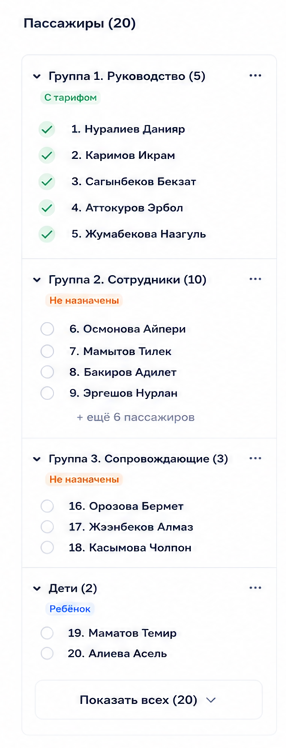 Пассажиры (20)
Группа 1. Руководство (5)
С тарифом
1. Нуралиев Данияр
2. Каримов Икрам
3. Сагынбеков Бекзат
4. Аттокуров Эрбол
5. Жумабекова Назгуль
Группа 2. Сотрудники (10)
Не назначены
6. Осмонова Айпери
7. Мамытов Тилек
8. Бакиров Адилет
9. Эргешов Нурлан
+ ещё 6 пассажиров
Группа 3. Сопровождающие (3)
Не назначены
16. Орозова Бермет
17. Жээнбеков Алмаз
18. Касымова Чолпон
Дети (2)
Ребёнок
19. Маматов Темир
20. Алиева Асель
Показать всех (20)